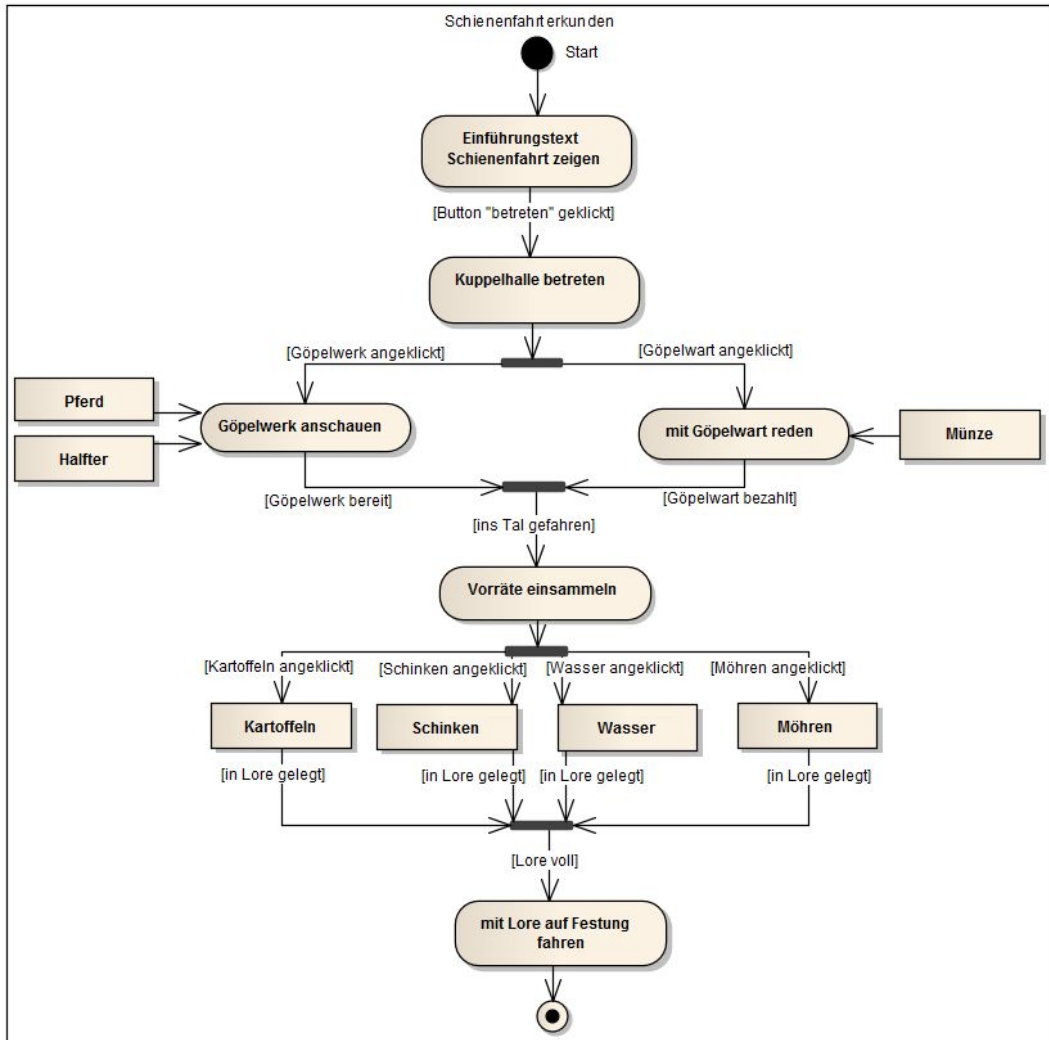 Schienenfahrt erkunden
Start
Einführungstext
Schienenfahrt zeigen
[Button "betreten" geklickt]
Kuppelhalle betreten
[Göpelwerk angeklickt]
[Göpelwart angeklickt]
Pferd
Halfter
Göpelwerk anschauen
mit Göpelwart reden
Münze
[Göpelwerk bereit]
[Göpelwart bezahlt]
[ins Tal gefahren]
Vorräte einsammeln
[Kartoffeln angeklickt]
[Schinken angeklickt]
[Wasser angeklickt]
[Möhren angeklickt]
Kartoffeln
Schinken
Wasser
Möhren
[in Lore gelegt]
[in Lore gelegt]
[in Lore gelegt]
[in Lore gelegt]
[Lore voll]
mit Lore auf Festung
fahren